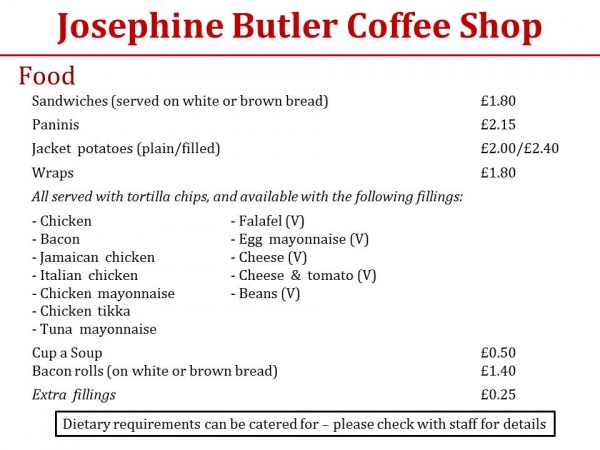 Josephine Butler Coffee Shop
Food
Sandwiches (served on white or brown bread) £1.80
Paninis £2.15
Jacket potatoes (plain/filled) £2.00/£2.40
Wraps £1.80
All served with tortilla chips, and available with the following fillings:
- Chicken - Falafel (V)
- Bacon - Egg mayonnaise (V)
- Jamaican chicken - Cheese (V)
- Italian chicken - Cheese & tomato (V)
- Chicken mayonnaise - Beans (V)
- Chicken tikka
- Tuna mayonnaise
Cup a Soup £0.50
Bacon rolls (on white or brown bread) £1.40
Extra fillings £0.25
Dietary requirements can be catered for – please check with staff for details